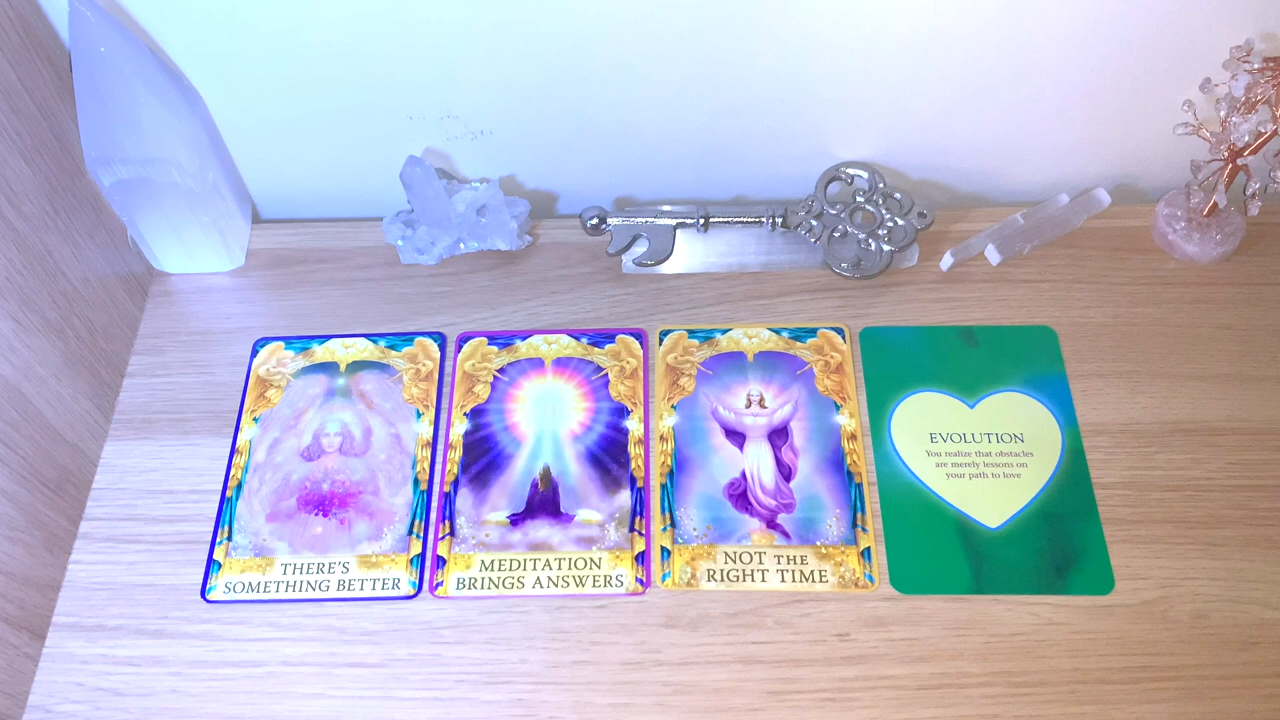 THERE'S
SOMETHING BETTER
MEDITATION
BRINGS ANSWERS
NOT THE
RIGHT TIME
EVOLUTION
You realize that obstacles
are merely lessons on
your path to love